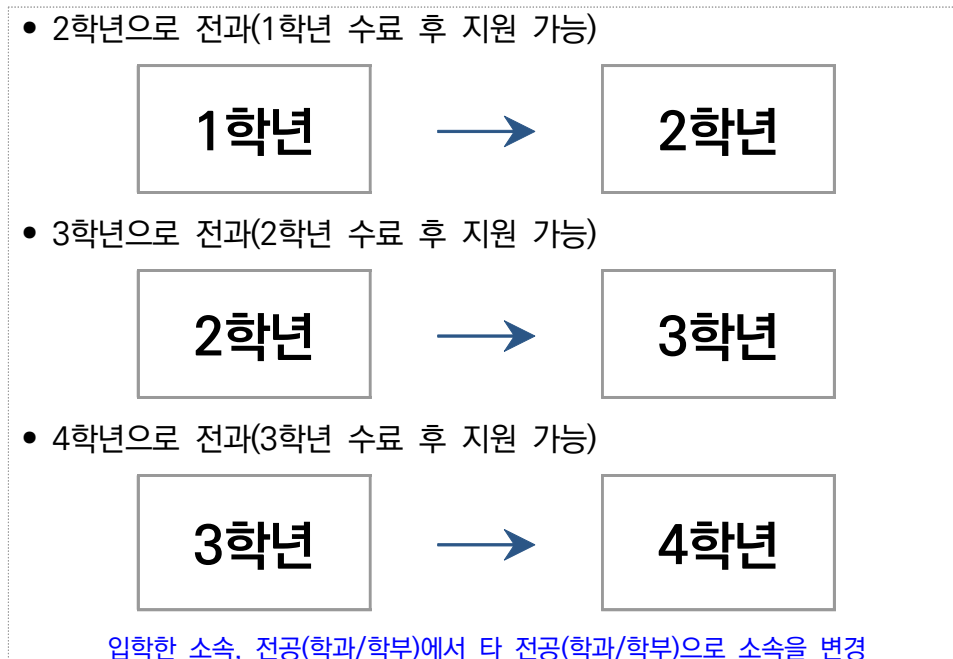 • 2학년으로 전과(1학년 수료 후 지원 가능)
1학년 → 2학년
• 3학년으로 전과(2학년 수료 후 지원 가능)
2학년 → 3학년
• 4학년으로 전과(3학년 수료 후 지원 가능)
3학년 → 4학년
입학한 소속, 전공(학과/학부)에서 타 전공(학과/학부)으로 소속을 변경